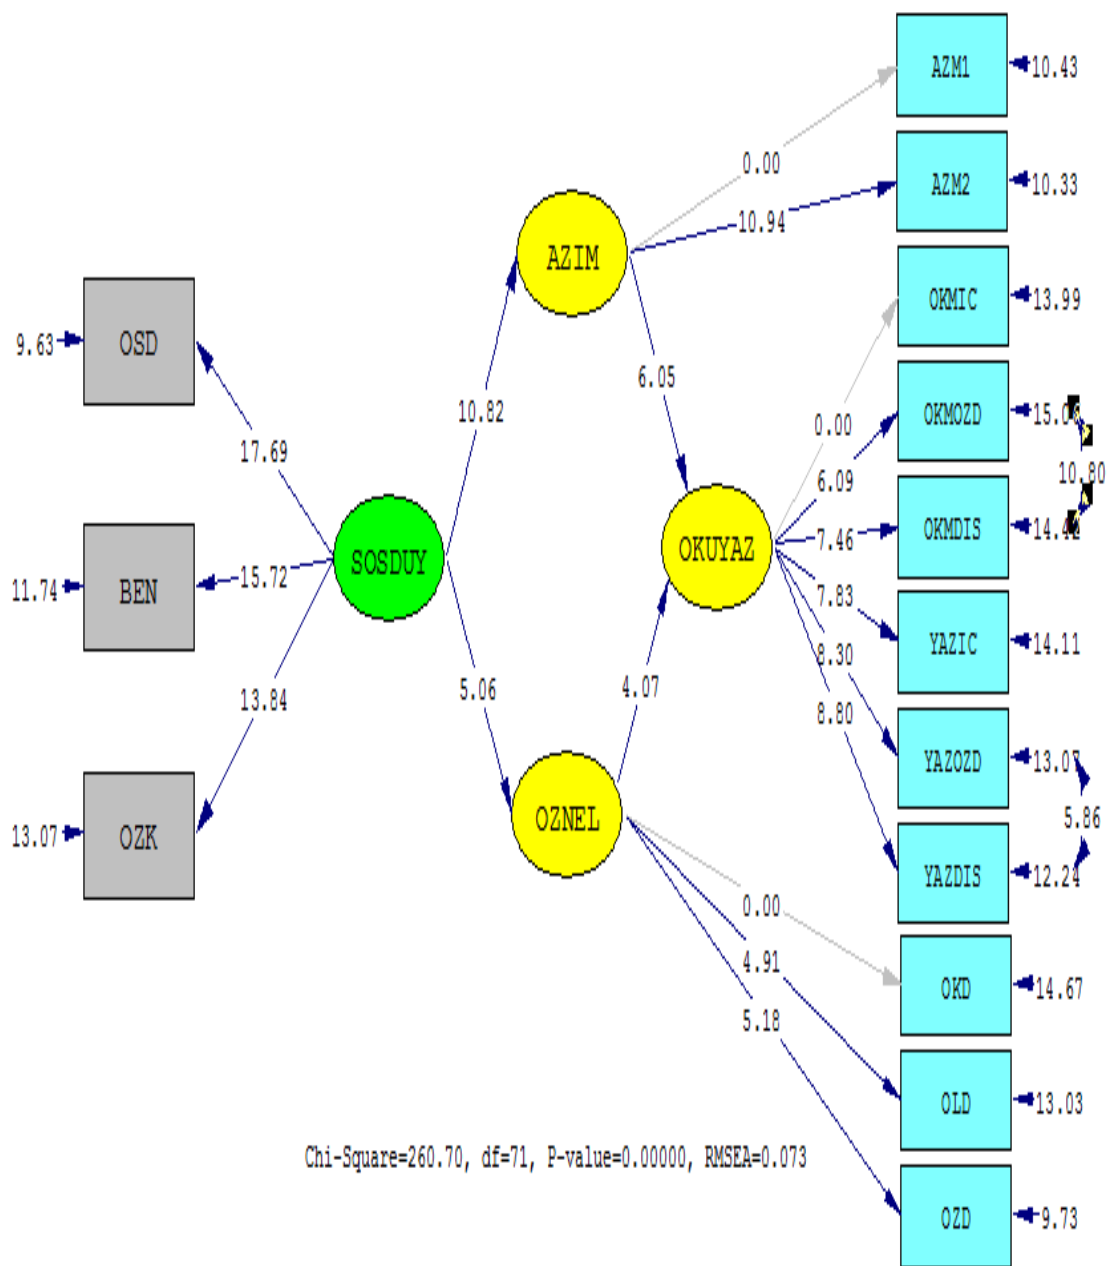 AZM1
10.43
0.00
AZM2
10.33
10.94
AZIM
OKMIC
13.99
OSD
9.63
6.05
10.82
0.00
OKMOZD
17.69
6.09
10.80
OKMDIS
7.46
SOSDUY
OKUYAZ
BEN
11.74
15.72
7.83
YAZIC
14.11
8.30
5.06
4.07
13.84
8.80
YAZOZD
13.07
5.86
OZNEL
OZK
13.07
YAZDIS
12.24
0.00
4.91
OKD
14.67
5.18
OLD
13.03
Chi-Square=260.70, df=71, P-value=0.00000, RMSEA=0.073
OZD
9.73